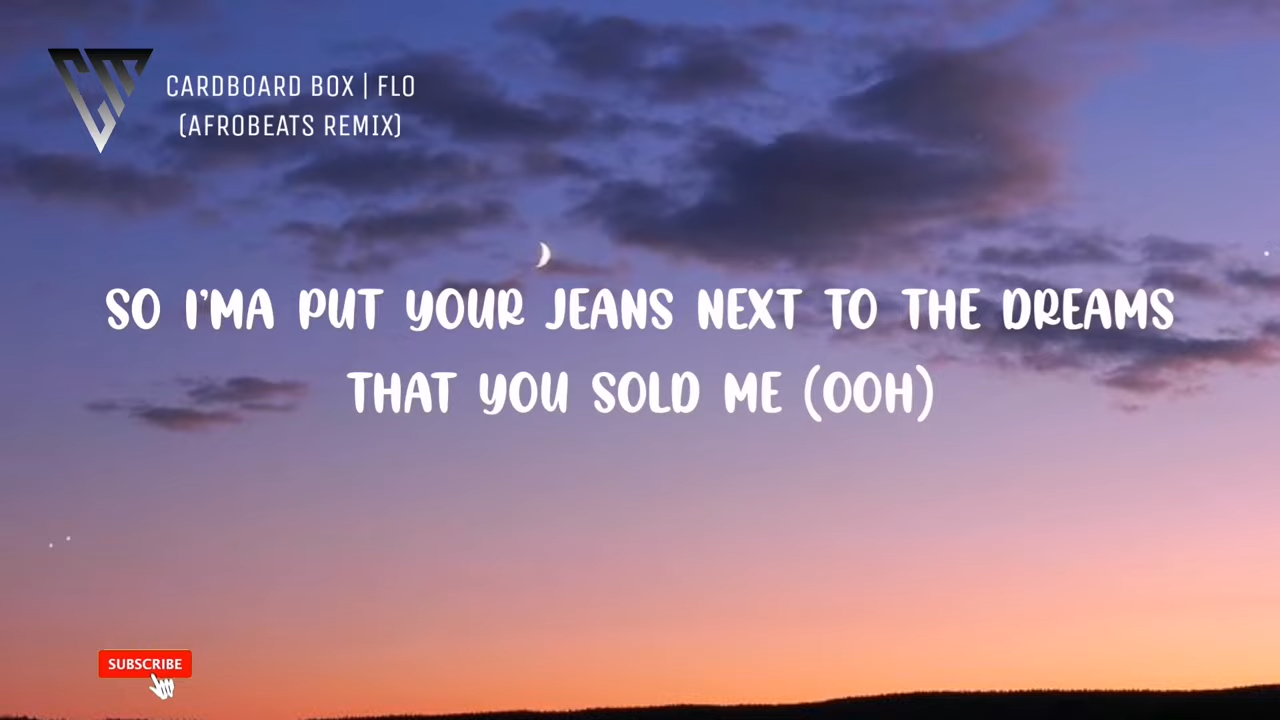 CARDBOARD BOX | FLO
(AFROBEATS REMIX)
SO I'MA PUT YOUR JEANS NEXT TO THE DREAMS
THAT YOU SOLD ME (OOH)
SUBSCRIBE